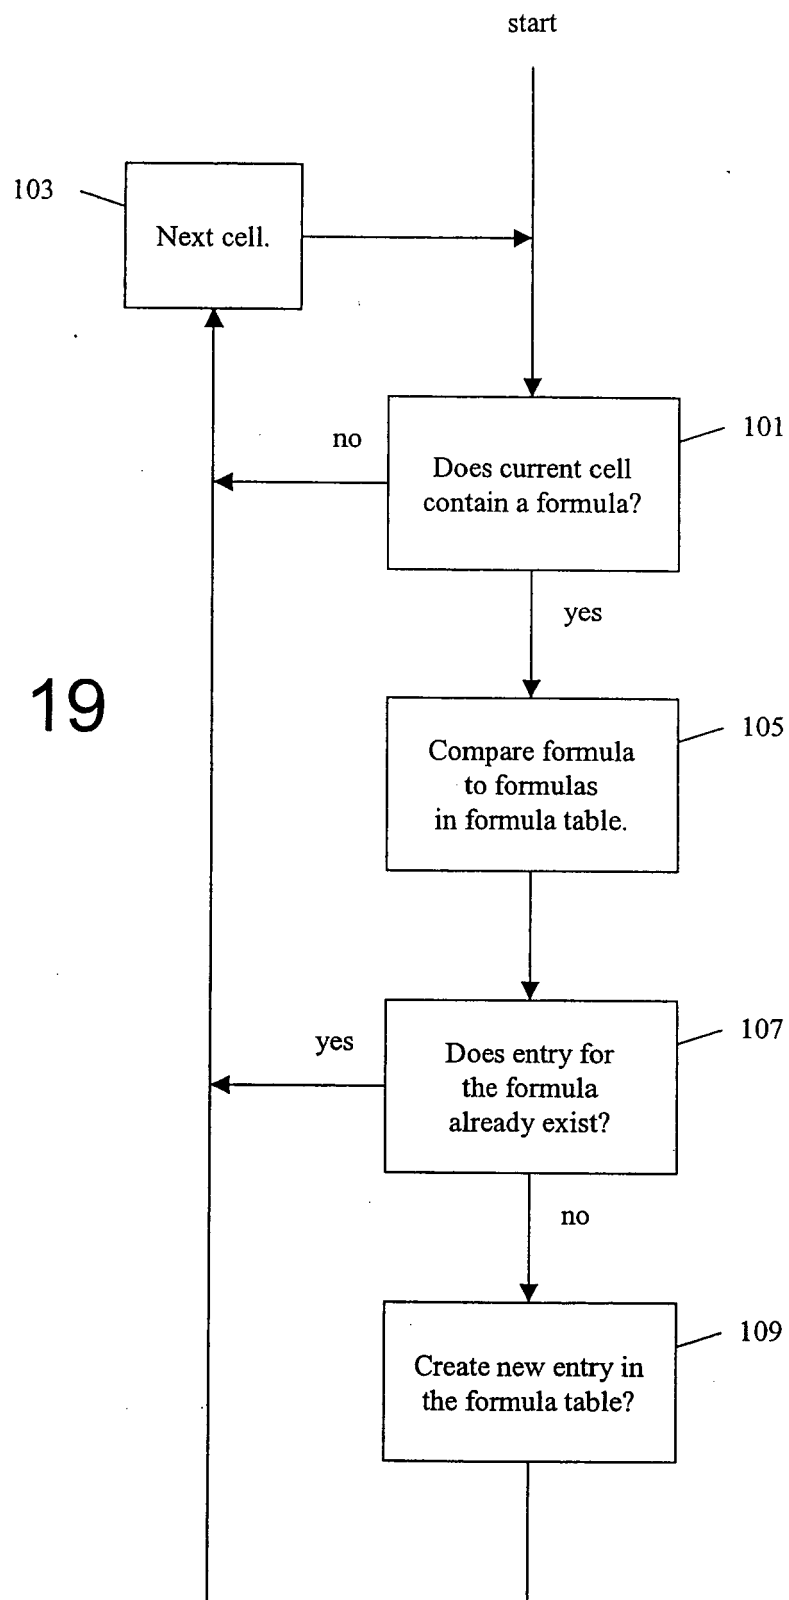 start
103
Next cell.
101
no
Does current cell
contain a formula?
yes
19
105
Compare formula
to formulas
in formula table.
107
yes
Does entry for
the formula
already exist?
no
109
Create new entry in
the formula table?